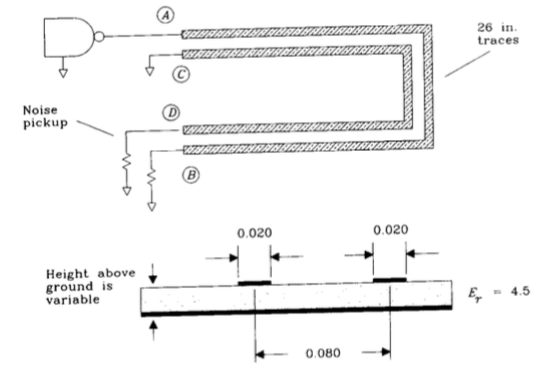 A
26 in.
traces
C
Noise
pickup
D
B
0.020
0.020
Height above
ground is
variable
E_r = 4.5
0.080